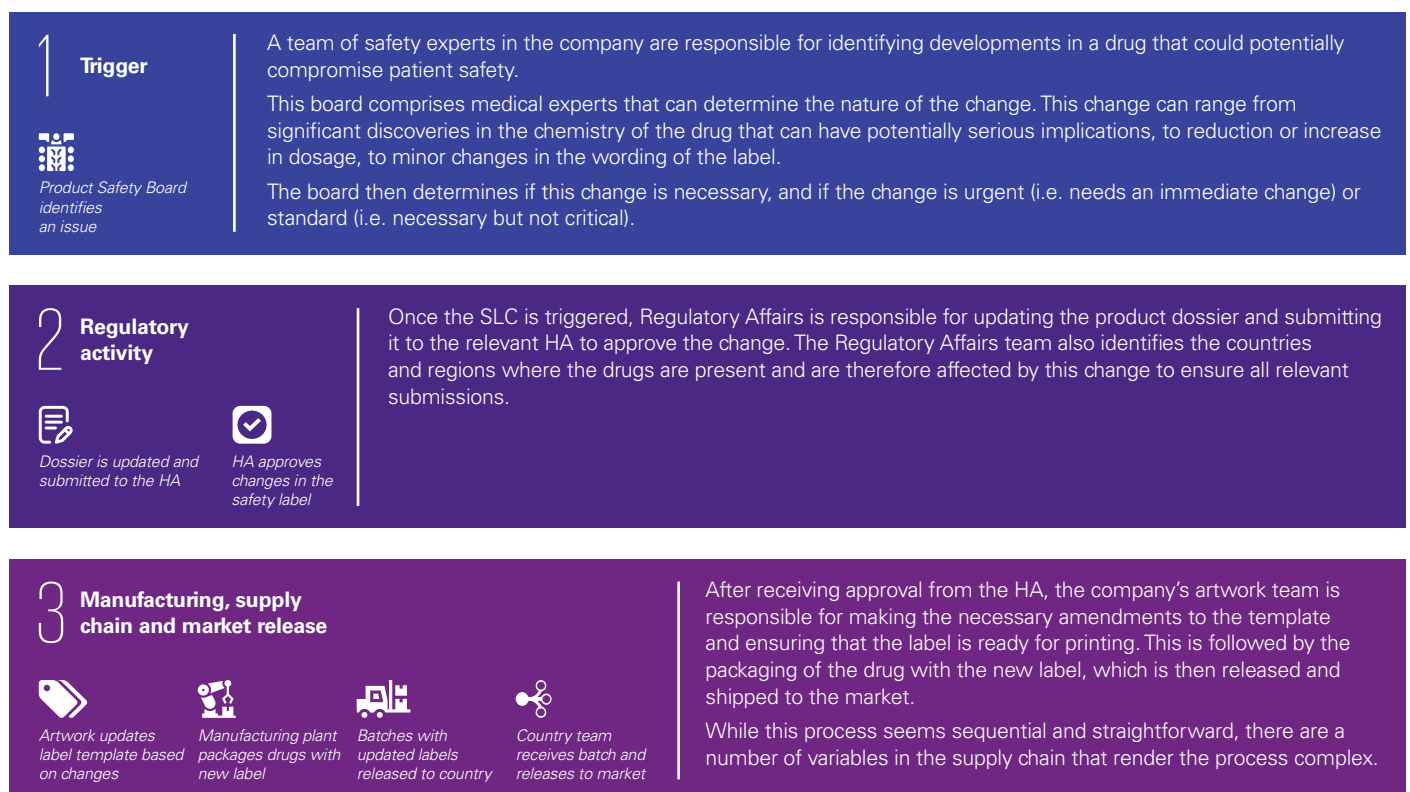 1
Trigger
Product Safety Board
identifies
an issue
A team of safety experts in the company are responsible for identifying developments in a drug that could potentially
compromise patient safety.
This board comprises medical experts that can determine the nature of the change. This change can range from
significant discoveries in the chemistry of the drug that can have potentially serious implications, to reduction or increase
in dosage, to minor changes in the wording of the label.
The board then determines if this change is necessary, and if the change is urgent (i.e. needs an immediate change) or
standard (i.e. necessary but not critical).
2
Regulatory
activity
Dossier is updated and
submitted to the HA
HA approves
changes in the
safety label
Once the SLC is triggered, Regulatory Affairs is responsible for updating the product dossier and submitting
it to the relevant HA to approve the change. The Regulatory Affairs team also identifies the countries
and regions where the drugs are present and are therefore affected by this change to ensure all relevant
submissions.
3
Manufacturing, supply
chain and market release
Artwork updates
label template based
on changes
Manufacturing plant
packages drugs with
new label
Batches with
updated labels
released to country
Country team
receives batch and
releases to market
After receiving approval from the HA, the company's artwork team is
responsible for making the necessary amendments to the template
and ensuring that the label is ready for printing. This is followed by the
packaging of the drug with the new label, which is then released and
shipped to the market.
While this process seems sequential and straightforward, there are a
number of variables in the supply chain that render the process complex.